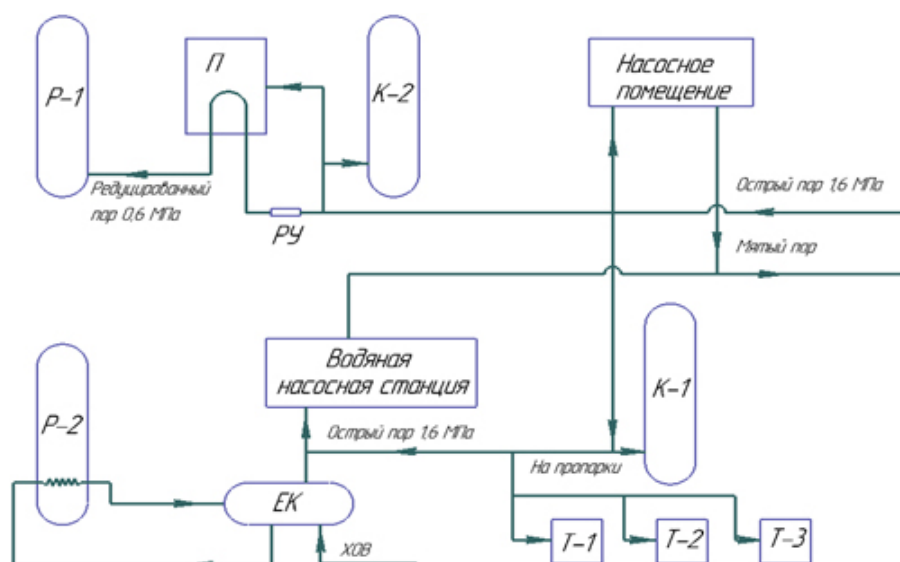 Р-1
П
К-2
Насосное
помещение
Редуцированный
пар 0,6 МПа
РУ
Острый пар 1,6 МПа
Мятый пар
Водяная
насосная станция
К-1
Р-2
Острый пар 1,6 МПа
На пропарки
ЕК
ХОВ
Т-1
Т-2
Т-3